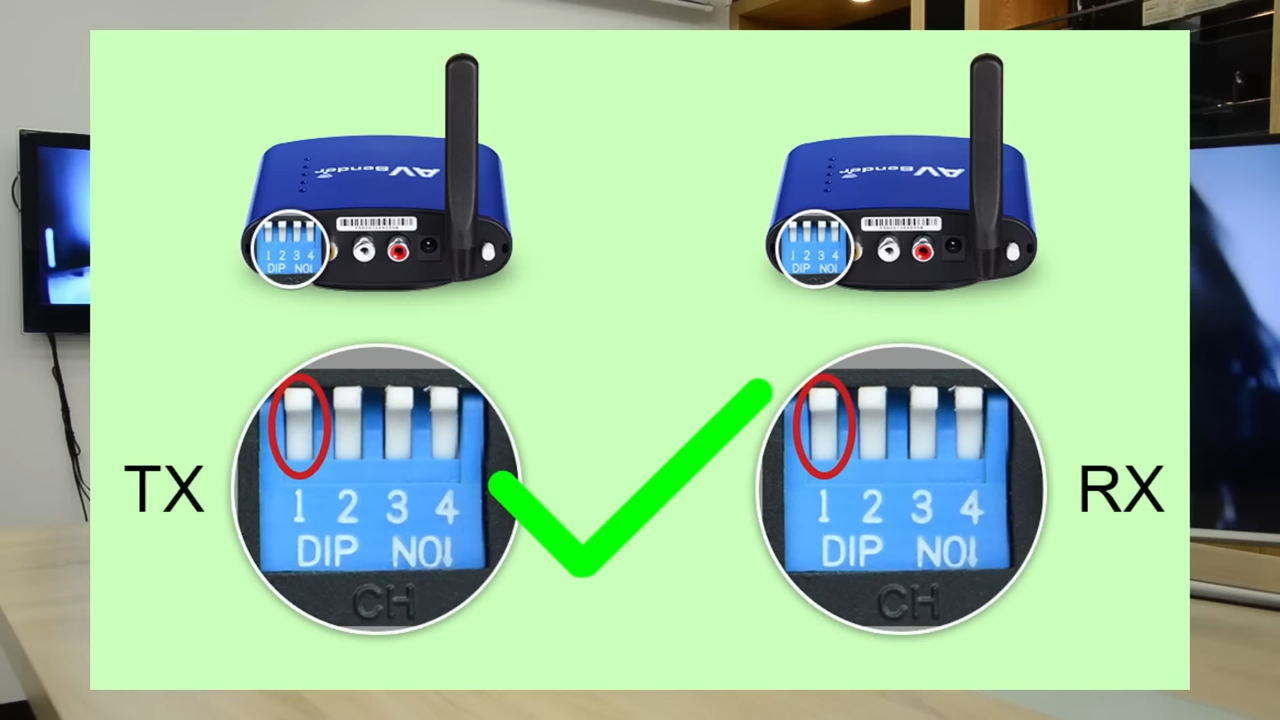 AV Sender
AV Sender
1 2 3 4
DIP NO↓
1 2 3 4
DIP NO↓
TX
1 2 3 4
DIP NO↓
CH
1 2 3 4
DIP NO↓
CH
RX